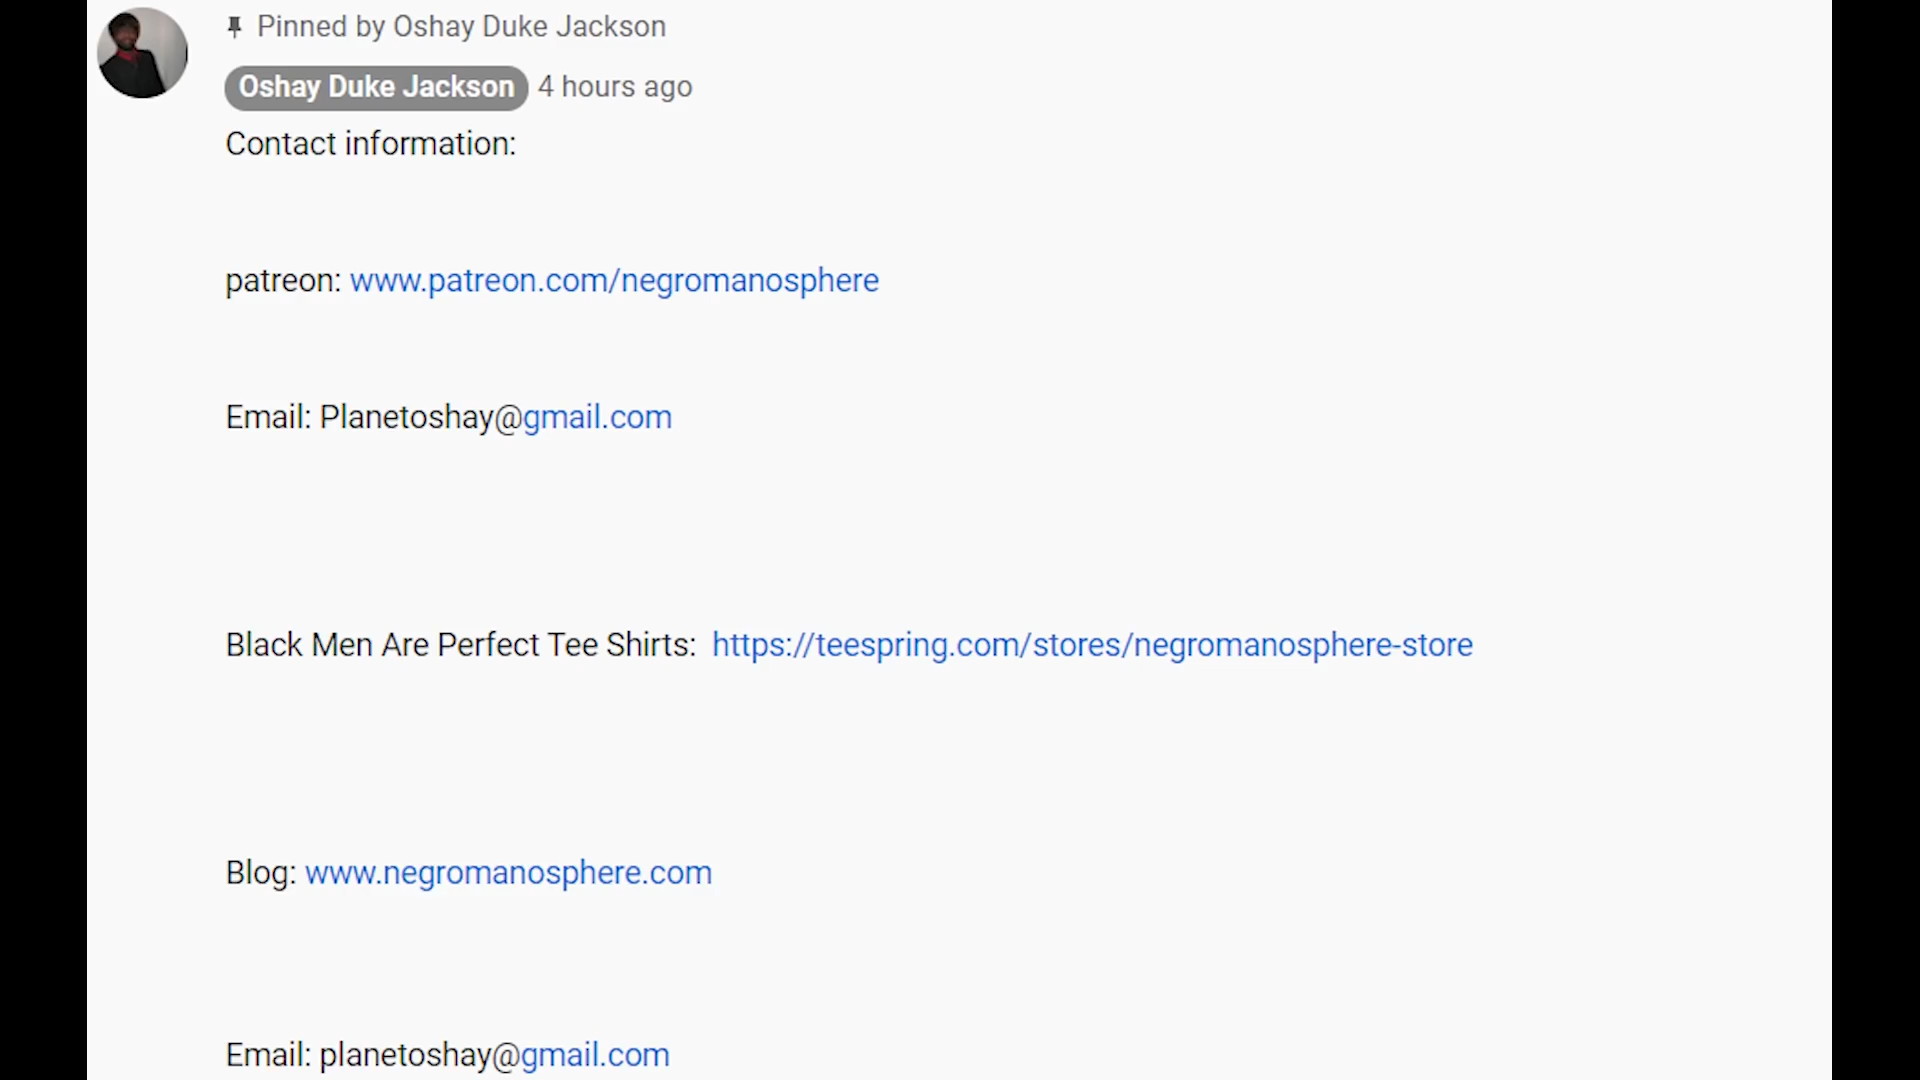 Pinned by Oshay Duke Jackson
Oshay Duke Jackson 4 hours ago
Contact information:
patreon: www.patreon.com/negromanosphere
Email: Planetoshay@gmail.com
Black Men Are Perfect Tee Shirts: https://teespring.com/stores/negromanosphere-store
Blog: www.negromanosphere.com
Email: planetoshay@gmail.com